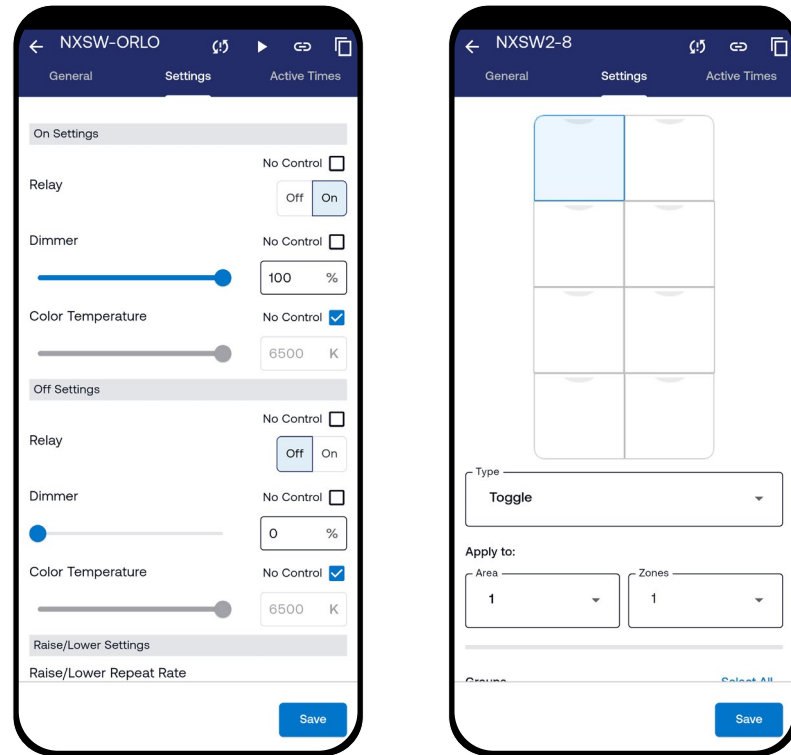 NXSW-ORLO
General Settings Active Times
On Settings
No Control
Relay
Off On
Dimmer No Control
100 %
Color Temperature No Control
6500 K
Off Settings
No Control
Relay
Off On
Dimmer No Control
0 %
Color Temperature No Control
6500 K
Raise/Lower Settings
Raise/Lower Repeat Rate
Save
NXSW2-8
General Settings Active Times
Type
Toggle
Apply to:
Area Zones
1 1
Groups Select All
Save